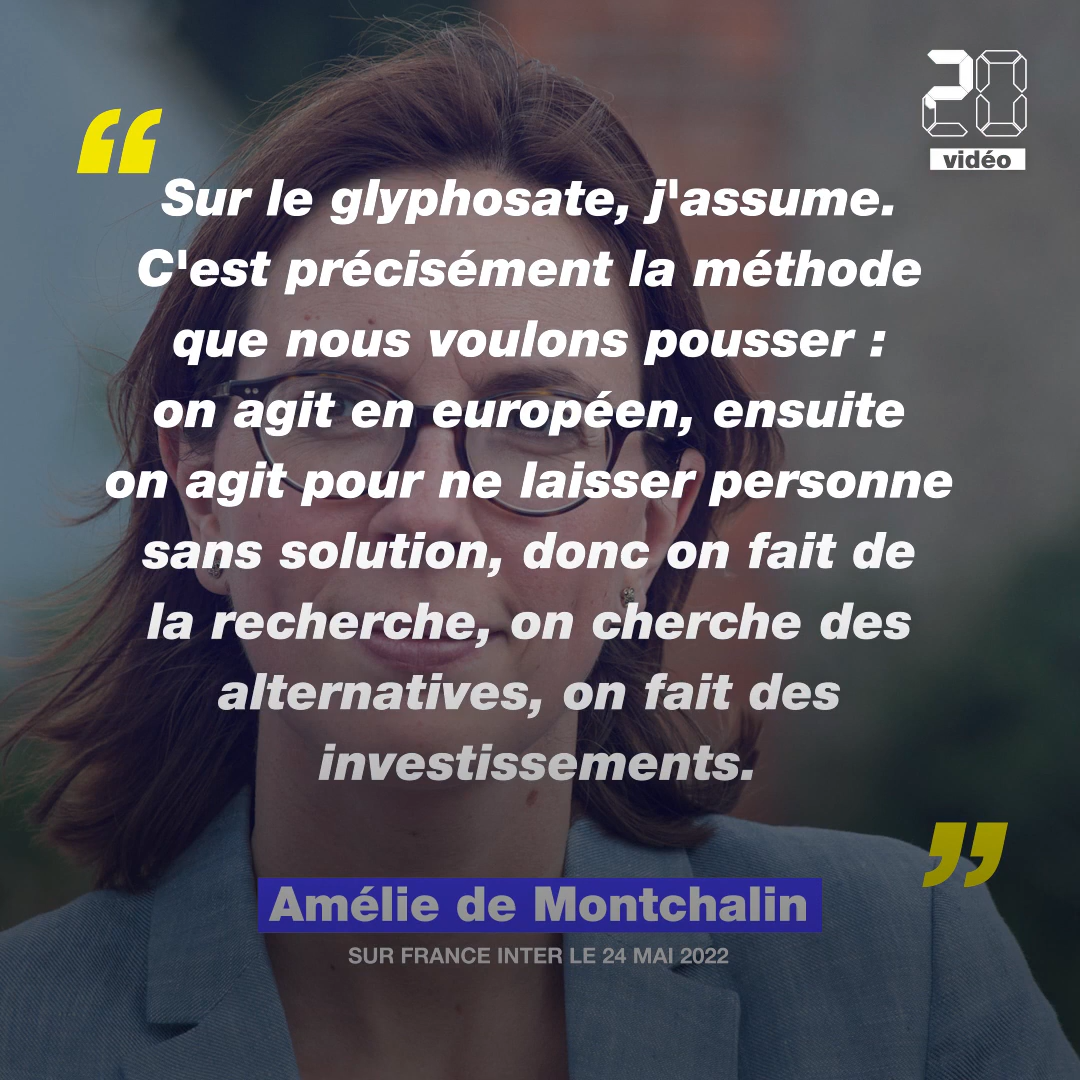 20
vidéo
“
Sur le glyphosate, j'assume.
C'est précisément la méthode
que nous voulons pousser :
on agit en européen, ensuite
on agit pour ne laisser personne
sans solution, donc on fait de
la recherche, on cherche des
alternatives, on fait des
investissements.
”
Amélie de Montchalin
SUR FRANCE INTER LE 24 MAI 2022